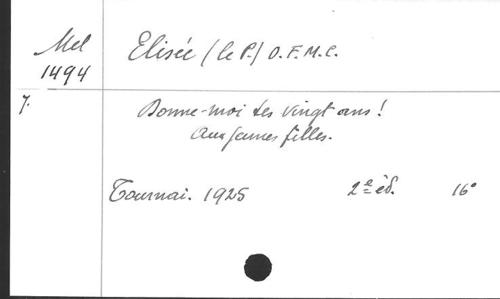 Mel
1494
Elisée (le P.) O.F.M.C.
7.
Donne-moi tes vingt ans !
Aux jeunes filles.
Tournai. 1925 2e éd. 16°